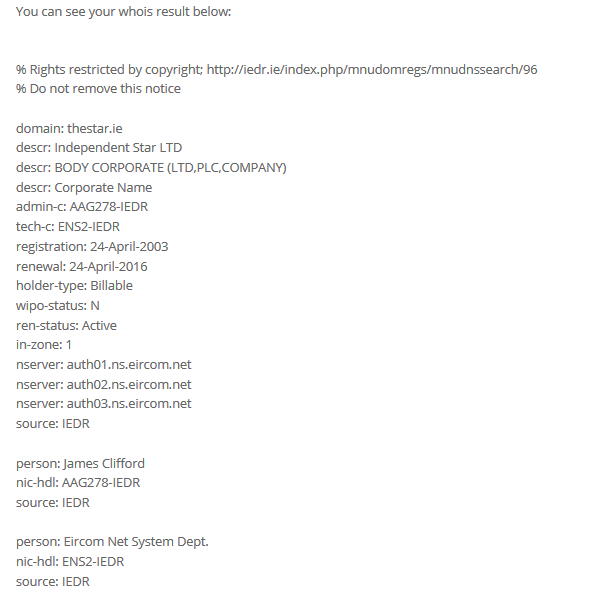 You can see your whois result below:
% Rights restricted by copyright; http://iedr.ie/index.php/mnudomregs/mnudnssearch/96
% Do not remove this notice
domain: thestar.ie
descr: Independent Star LTD
descr: BODY CORPORATE (LTD,PLC,COMPANY)
descr: Corporate Name
admin-c: AAG278-IEDR
tech-c: ENS2-IEDR
registration: 24-April-2003
renewal: 24-April-2016
holder-type: Billable
wipo-status: N
ren-status: Active
in-zone: 1
nserver: auth01.ns.eircom.net
nserver: auth02.ns.eircom.net
nserver: auth03.ns.eircom.net
source: IEDR
person: James Clifford
nic-hdl: AAG278-IEDR
source: IEDR
person: Eircom Net System Dept.
nic-hdl: ENS2-IEDR
source: IEDR